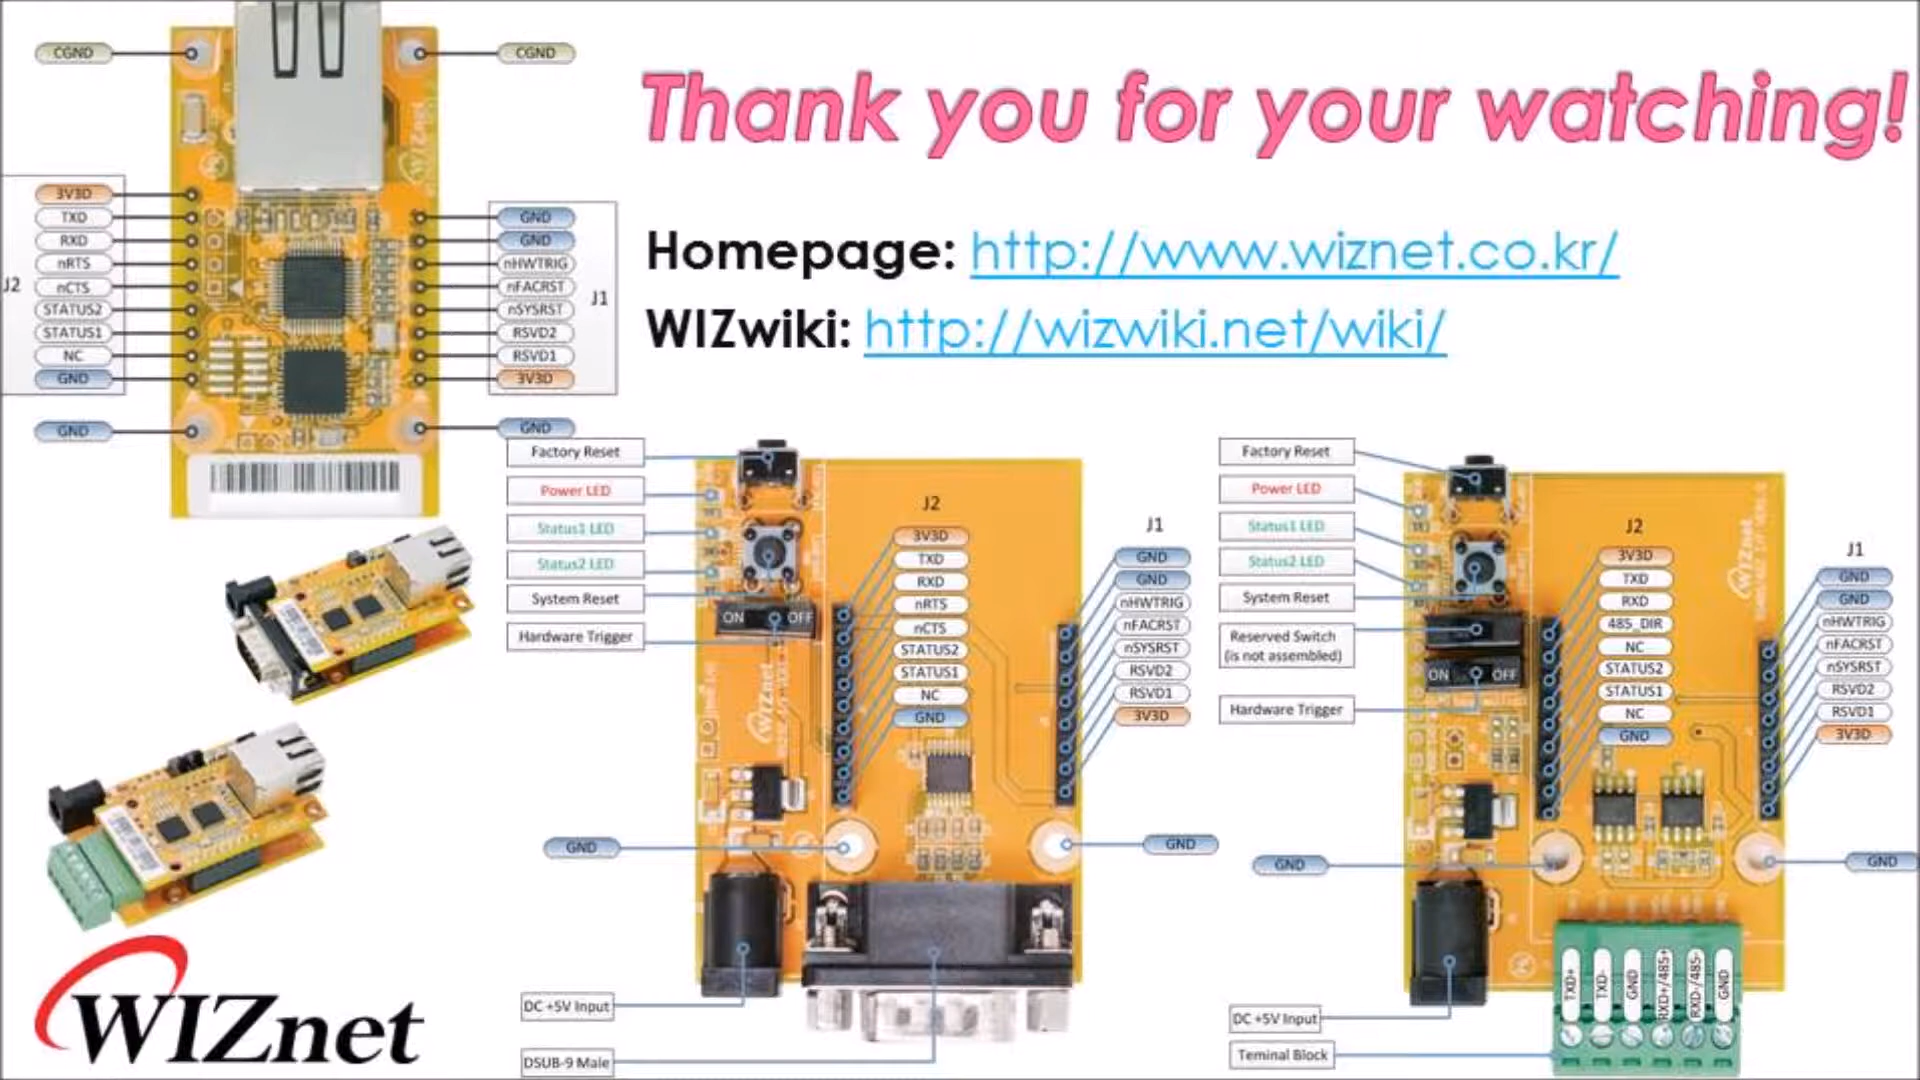 CGND
CGND
Thank you for your watching!
Homepage: http://www.wiznet.co.kr/
WIZwiki: http://wizwiki.net/wiki/
J2
3V3D
TXD
RXD
nRTS
nCTS
STATUS2
STATUS1
NC
GND
GND
J1
GND
GND
nHWTRIG
nFACRST
nSYSRST
RSVD2
RSVD1
3V3D
GND
Factory Reset
Power LED
Status1 LED
Status2 LED
System Reset
Hardware Trigger
ON
OFF
WIZnet
J2
3V3D
TXD
RXD
nRTS
nCTS
STATUS2
STATUS1
NC
GND
J1
GND
GND
nHWTRIG
nFACRST
nSYSRST
RSVD2
RSVD1
3V3D
GND
GND
DC +5V Input
DSUB-9 Male
Factory Reset
Power LED
Status1 LED
Status2 LED
System Reset
Reserved Switch
(is not assembled)
Hardware Trigger
ON
OFF
J2
3V3D
TXD
RXD
485_DIR
NC
STATUS2
STATUS1
NC
GND
WIZnet
J1
GND
GND
nHWTRIG
nFACRST
nSYSRST
RSVD2
RSVD1
3V3D
GND
GND
TXD+
TXD-
GND
RXD+/485+
RXD-/485-
GND
DC +5V Input
Teminal Block
WIZnet